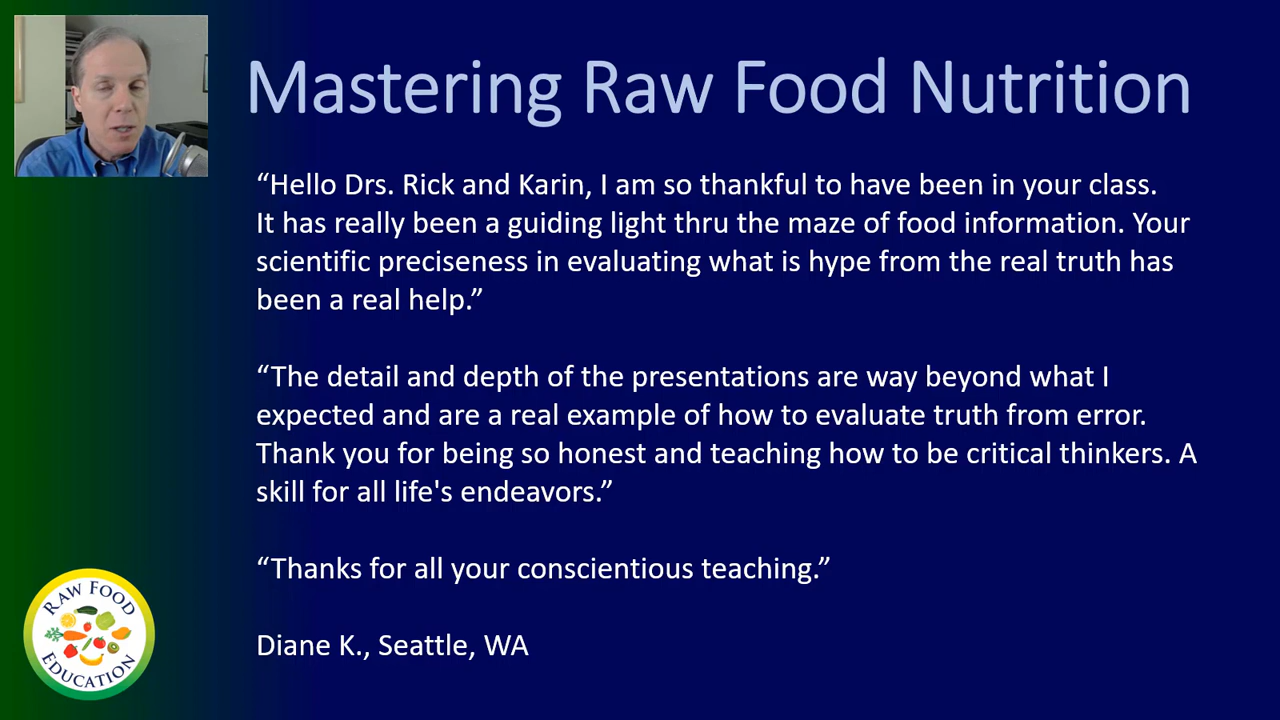 Mastering Raw Food Nutrition
“Hello Drs. Rick and Karin, I am so thankful to have been in your class.
It has really been a guiding light thru the maze of food information. Your
scientific preciseness in evaluating what is hype from the real truth has
been a real help.”
“The detail and depth of the presentations are way beyond what I
expected and are a real example of how to evaluate truth from error.
Thank you for being so honest and teaching how to be critical thinkers. A
skill for all life's endeavors.”
“Thanks for all your conscientious teaching.”
Diane K., Seattle, WA
RAW FOOD
EDUCATION